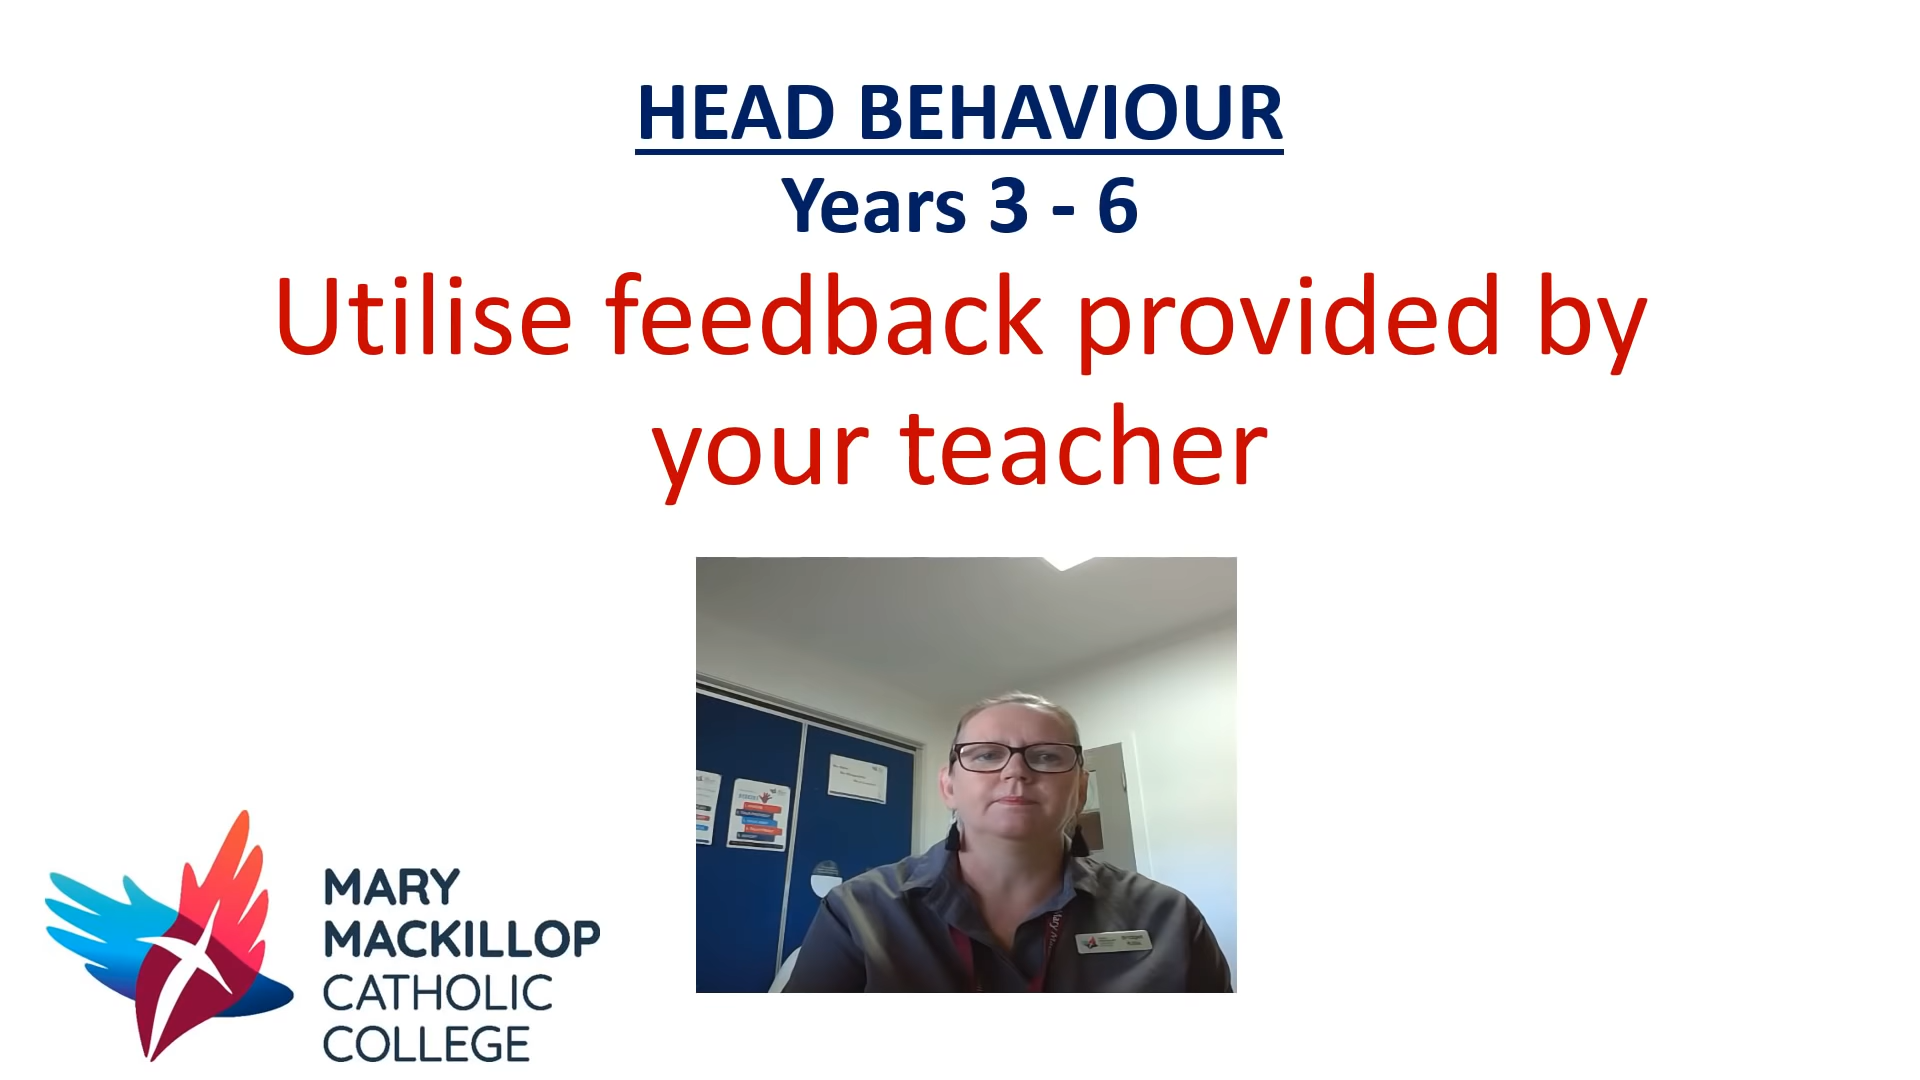 HEAD BEHAVIOUR
Years 3 - 6
Utilise feedback provided by
your teacher
MARY
MACKILLOP
CATHOLIC
COLLEGE